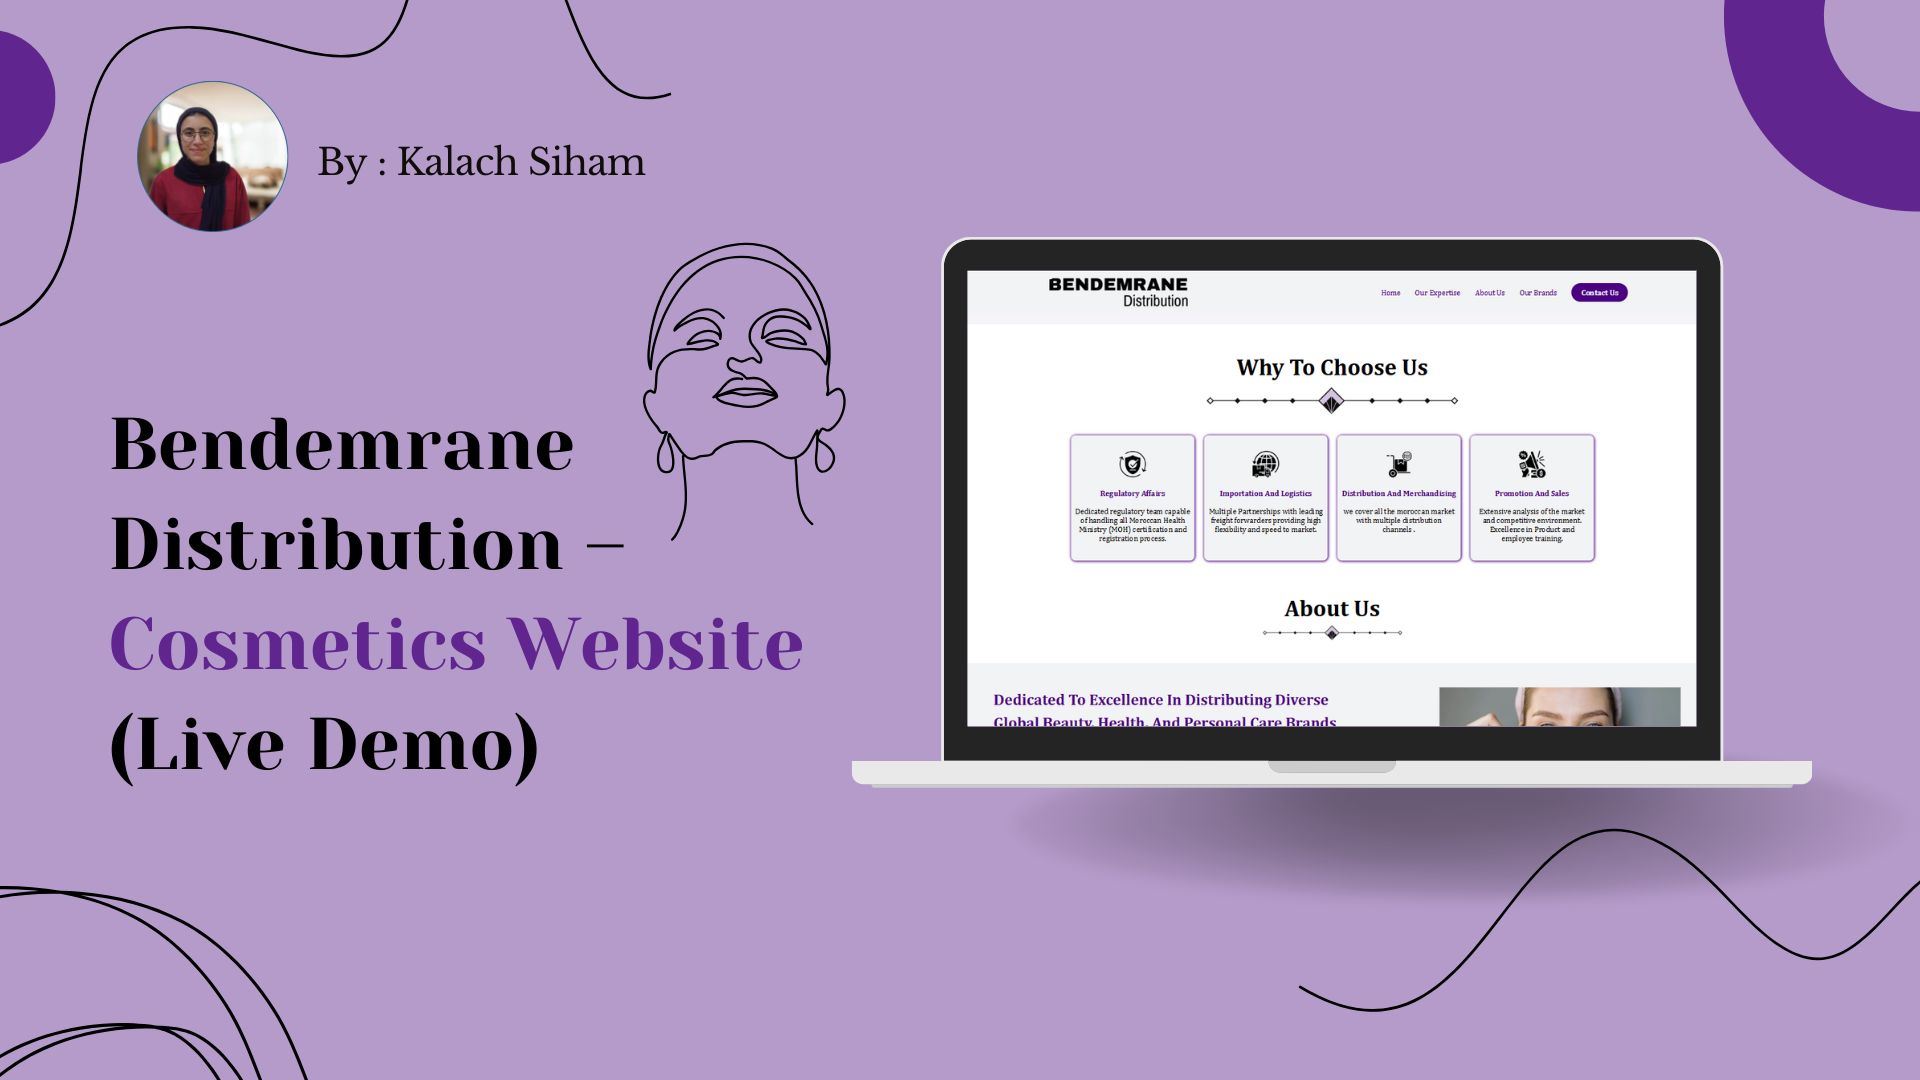 By : Kalach Siham
Bendemrane
Distribution –
Cosmetics Website
(Live Demo)
BENDEMRANE
Distribution
Home
Our Expertise
About Us
Our Brands
Contact Us
Why To Choose Us
Regulatory Affairs
Dedicated regulatory team capable
of handling all Moroccan Health
Ministry (MOH) certification and
registration process.
Importation And Logistics
Multiple Partnerships with leading
freight forwarders providing high
flexibility and speed to market.
Distribution And Merchandising
we cover all the moroccan market
with multiple distribution
channels .
Promotion And Sales
Extensive analysis of the market
and competitive environment.
Excellence in Product and
employee training.
About Us
Dedicated To Excellence In Distributing Diverse
Global Beauty, Health, And Personal Care Brands